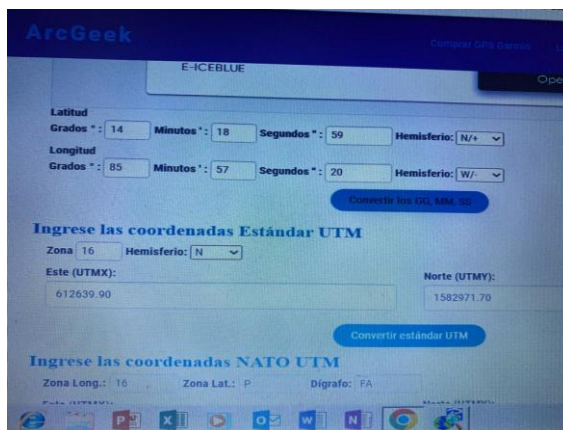 ArcGeek
Comprar GPS Garmin
E-ICEBLUE
Ope
Latitud
Grados °: 14 Minutos ': 18 Segundos ": 59 Hemisferio: N/+
Longitud
Grados °: 85 Minutos ': 57 Segundos ": 20 Hemisferio: W/-
Convertir los GG, MM, SS
Ingrese las coordenadas Estándar UTM
Zona 16 Hemisferio: N
Este (UTMX): Norte (UTMY):
612639.90 1582971.70
Convertir estándar UTM
Ingrese las coordenadas NATO UTM
Zona Long.: 16 Zona Lat.: P Dígrafo: FA